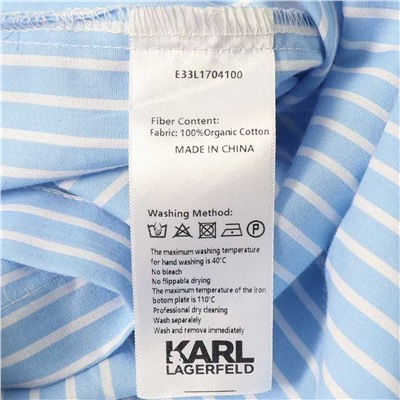 E33L1704100
Fiber Content:
Fabric: 100%Organic Cotton
MADE IN CHINA
Washing Method:
P
The maximum washing temperature
for hand washing is 40°C
No bleach
No flippabla drying
The maximum temperature of the iron
bottom plate is 110°C
Professional dry cleaning
Wash separately
Wash and remova immediately
KARL
LAGERFELD